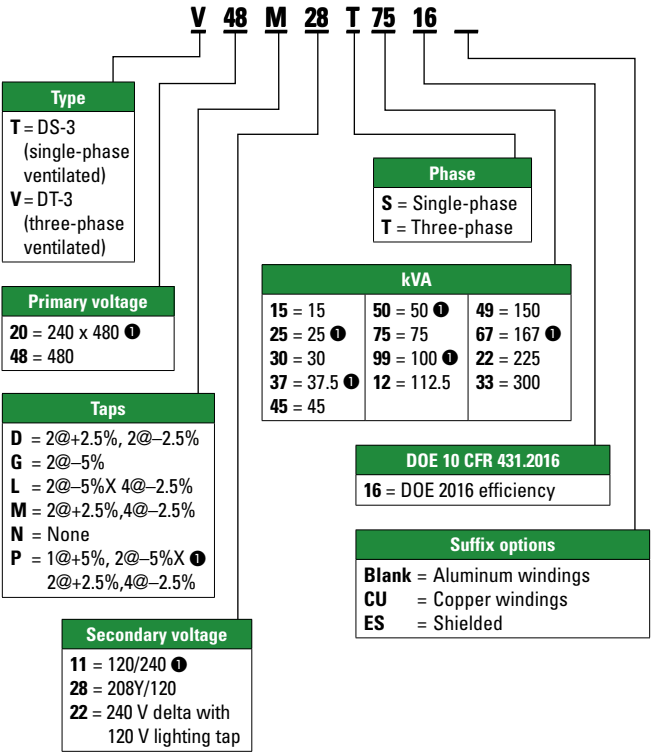 V 48 M 28 T 75 16
Type
T = DS-3
(single-phase
ventilated)
V = DT-3
(three-phase
ventilated)
Primary voltage
20 = 240 x 480 ❶
48 = 480
Taps
D = 2@+2.5%, 2@–2.5%
G = 2@–5%
L = 2@–5%X 4@–2.5%
M = 2@+2.5%,4@–2.5%
N = None
P = 1@+5%, 2@–5%X ❶
2@+2.5%,4@–2.5%
Secondary voltage
11 = 120/240 ❶
28 = 208Y/120
22 = 240 V delta with
120 V lighting tap
Phase
S = Single-phase
T = Three-phase
kVA
15 = 15
25 = 25 ❶
30 = 30
37 = 37.5 ❶
45 = 45
50 = 50 ❶
75 = 75
99 = 100 ❶
12 = 112.5
49 = 150
67 = 167 ❶
22 = 225
33 = 300
DOE 10 CFR 431.2016
16 = DOE 2016 efficiency
Suffix options
Blank = Aluminum windings
CU = Copper windings
ES = Shielded